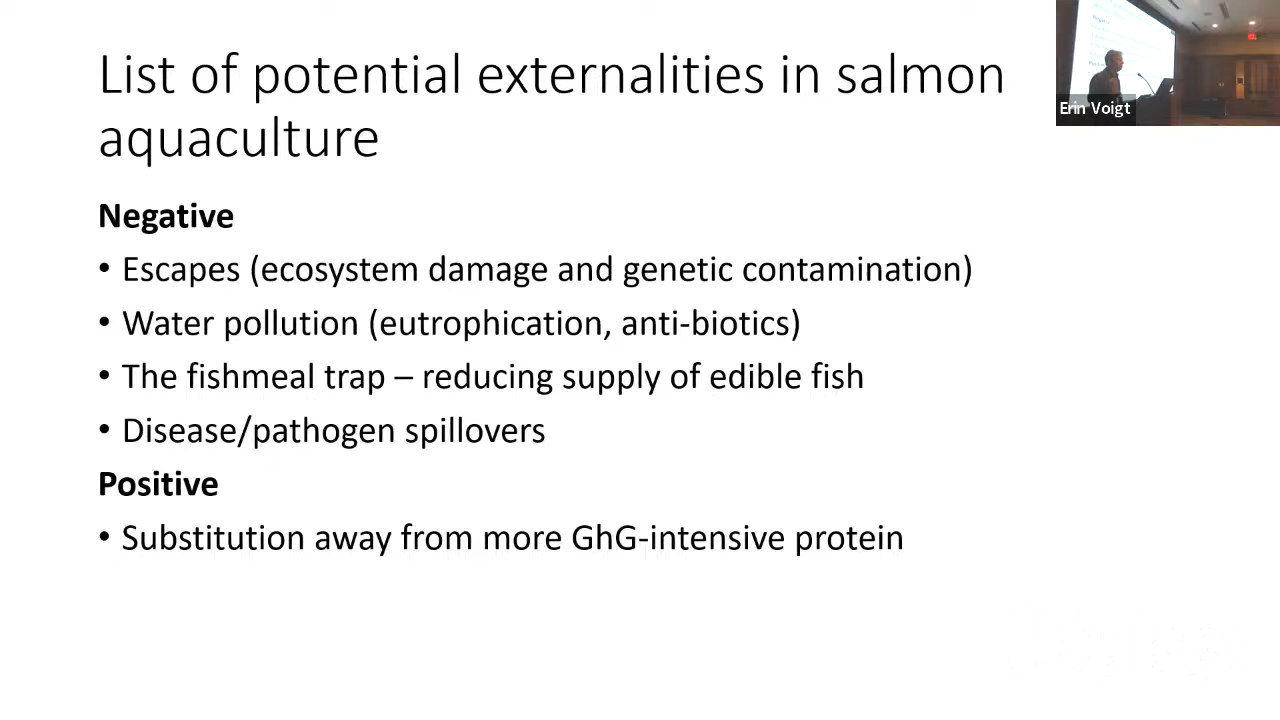 List of potential externalities in salmon
aquaculture
Negative
• Escapes (ecosystem damage and genetic contamination)
• Water pollution (eutrophication, anti-biotics)
• The fishmeal trap – reducing supply of edible fish
• Disease/pathogen spillovers
Positive
• Substitution away from more GhG-intensive protein
Erin Voigt